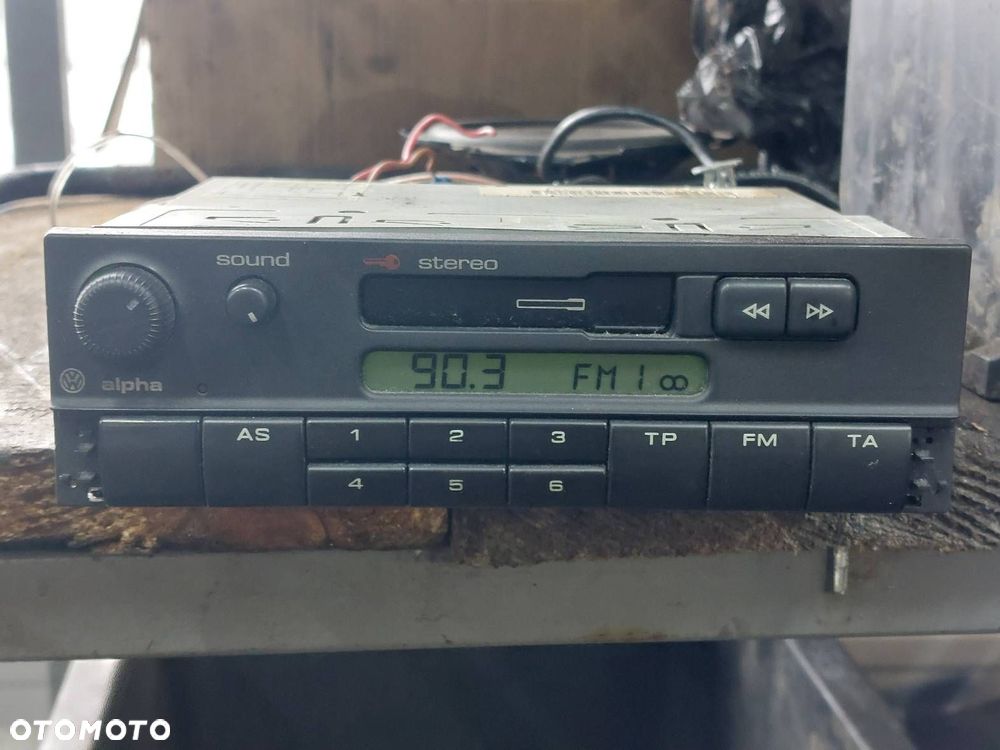 sound stereo
90.3 FM1
alpha
AS 1 2 3 TP FM TA
4 5 6
OTOMOTO